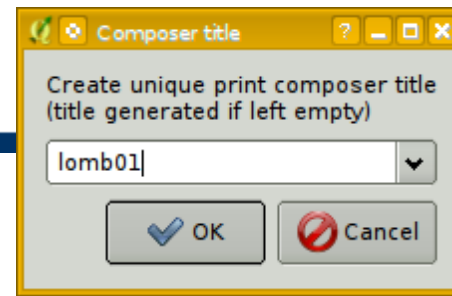 Composer title
Create unique print composer title
(title generated if left empty)
lomb01
OK
Cancel